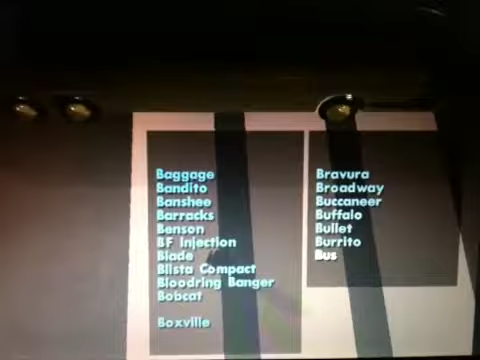 Baggage
Bandito
Banshee
Barracks
Benson
BF Injection
Blade
Blista Compact
Bloodring Banger
Bobcat
Boxville
Bravura
Broadway
Buccaneer
Buffalo
Bullet
Burrito
Bus